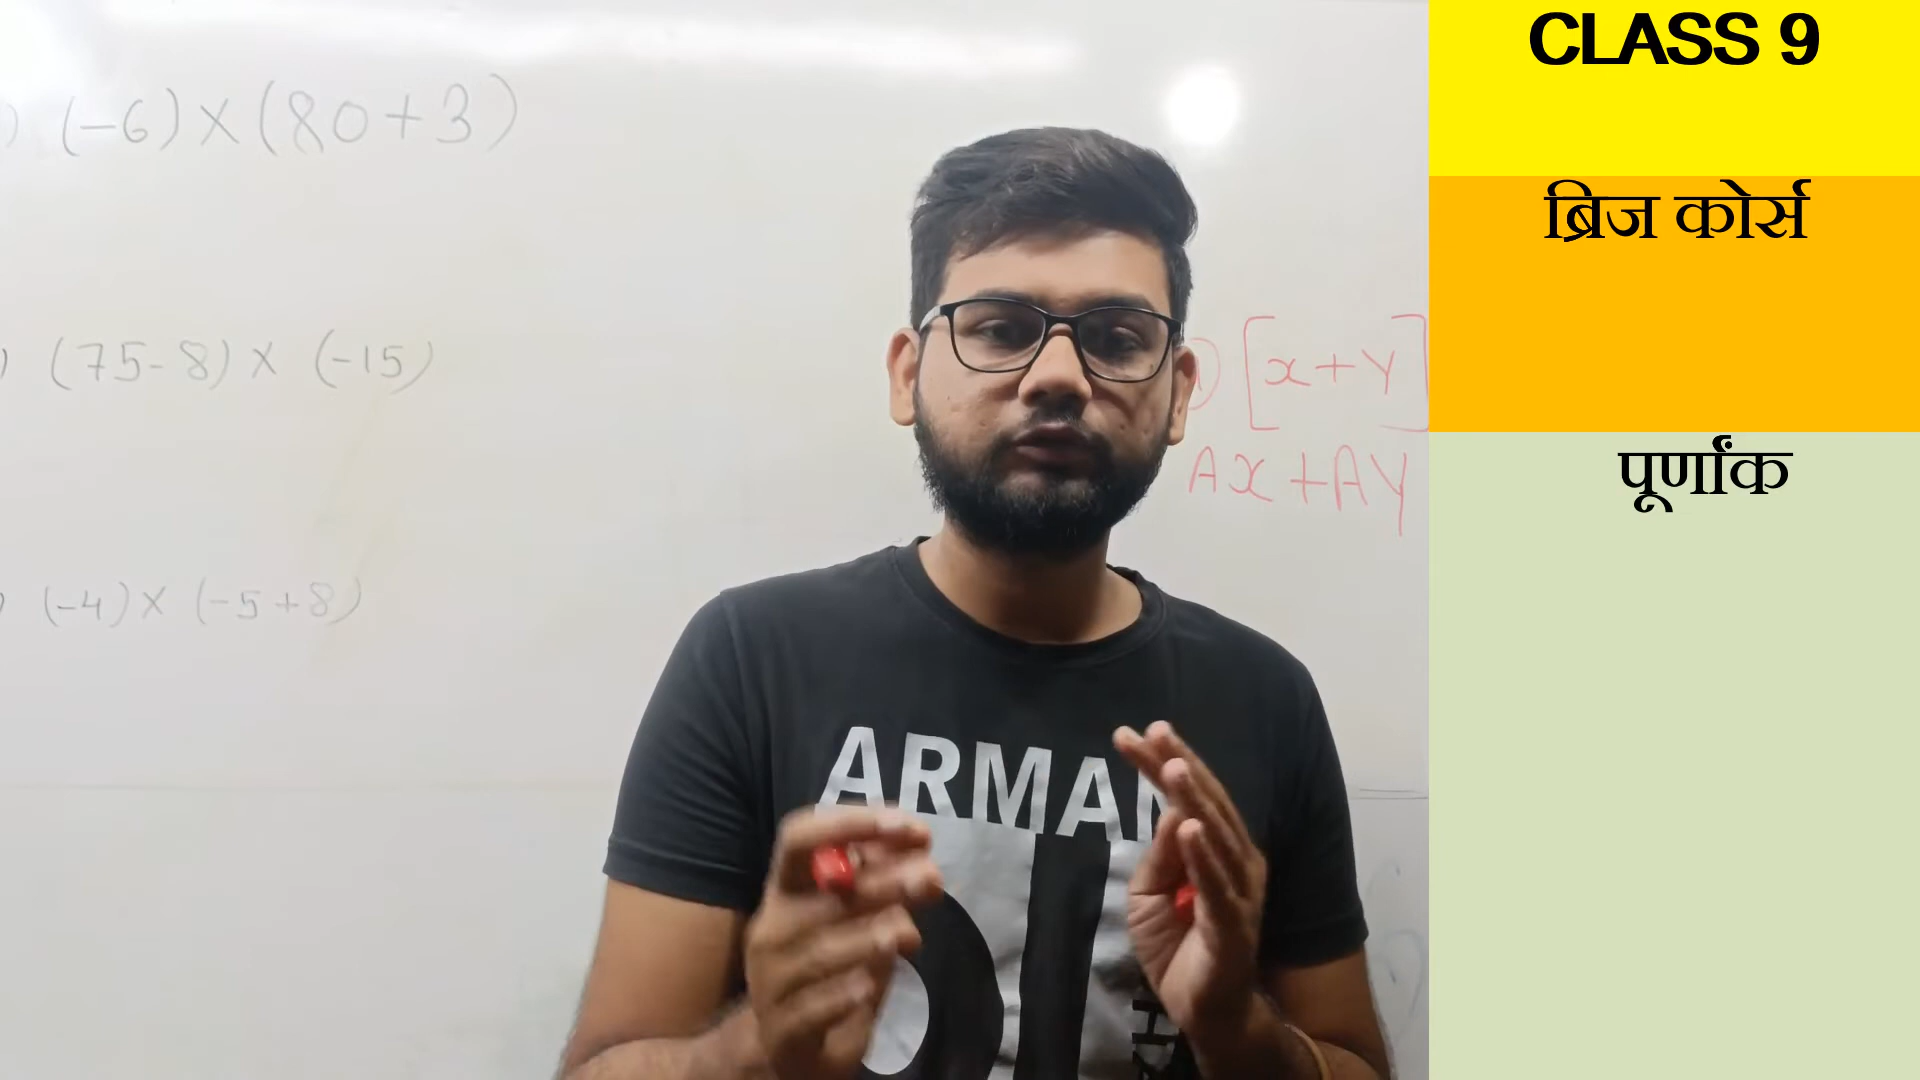 ) (-6) × (80+3)
) (75-8) × (-15)
) (-4) × (-5+8)
) [x+y]
Ax+Ay
ARMAN
CLASS 9
ब्रिज कोर्स
पूर्णांक